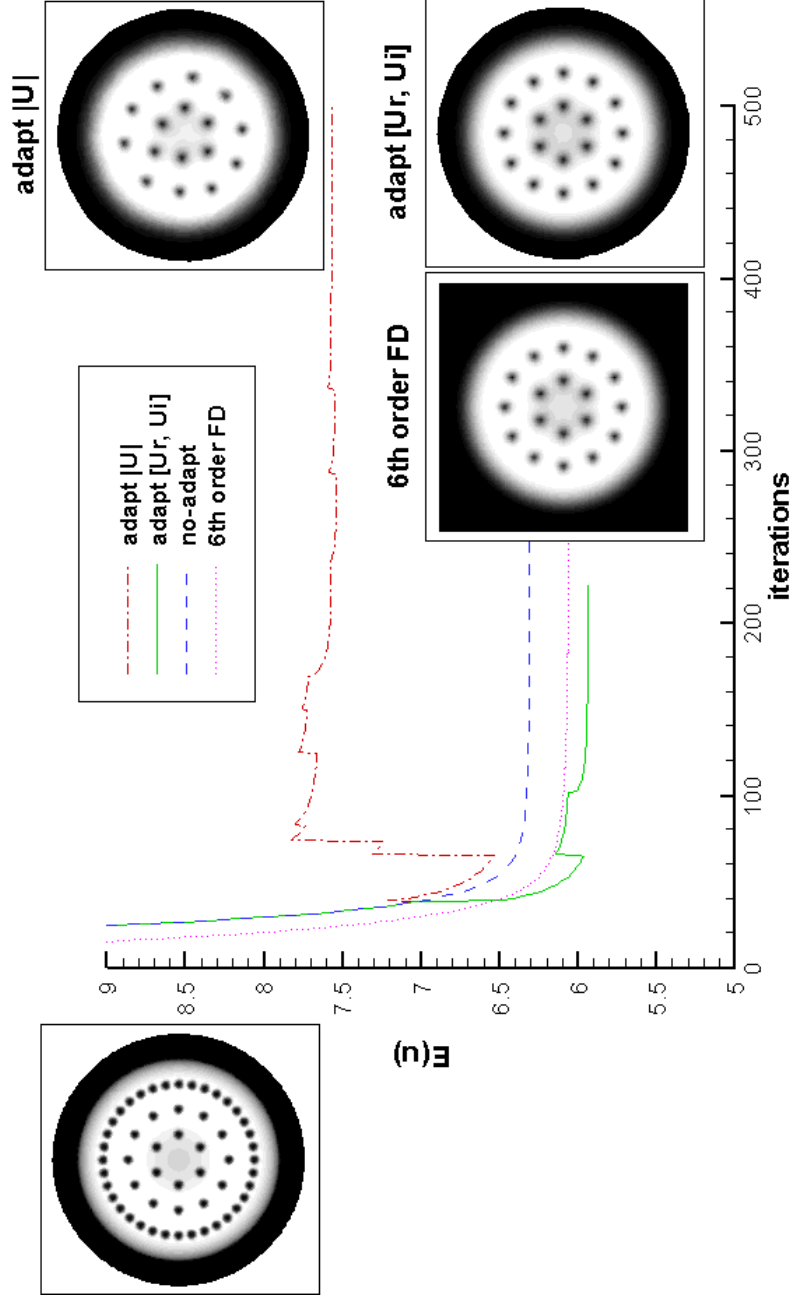 adapt |U|
adapt |U|
adapt [Ur, Ui]
no-adapt
6th order FD
6th order FD
adapt [Ur, Ui]
E(u)
9
8.5
8
7.5
7
6.5
6
5.5
5
0
100
200
300
400
500
iterations